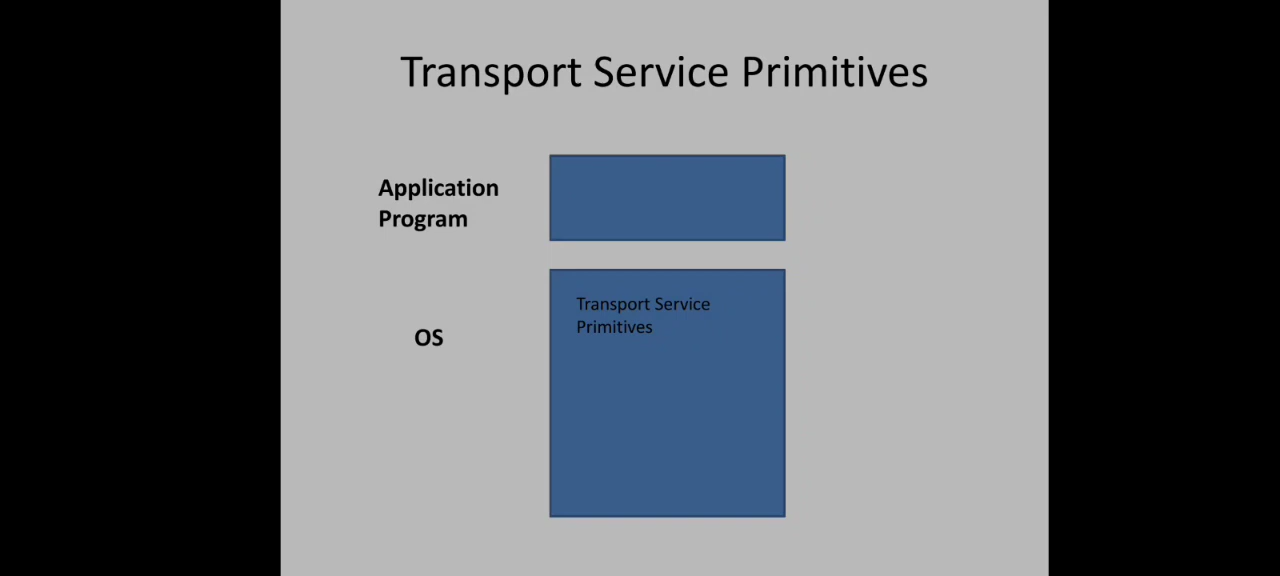 Transport Service Primitives
Application
Program
Transport Service
Primitives
OS